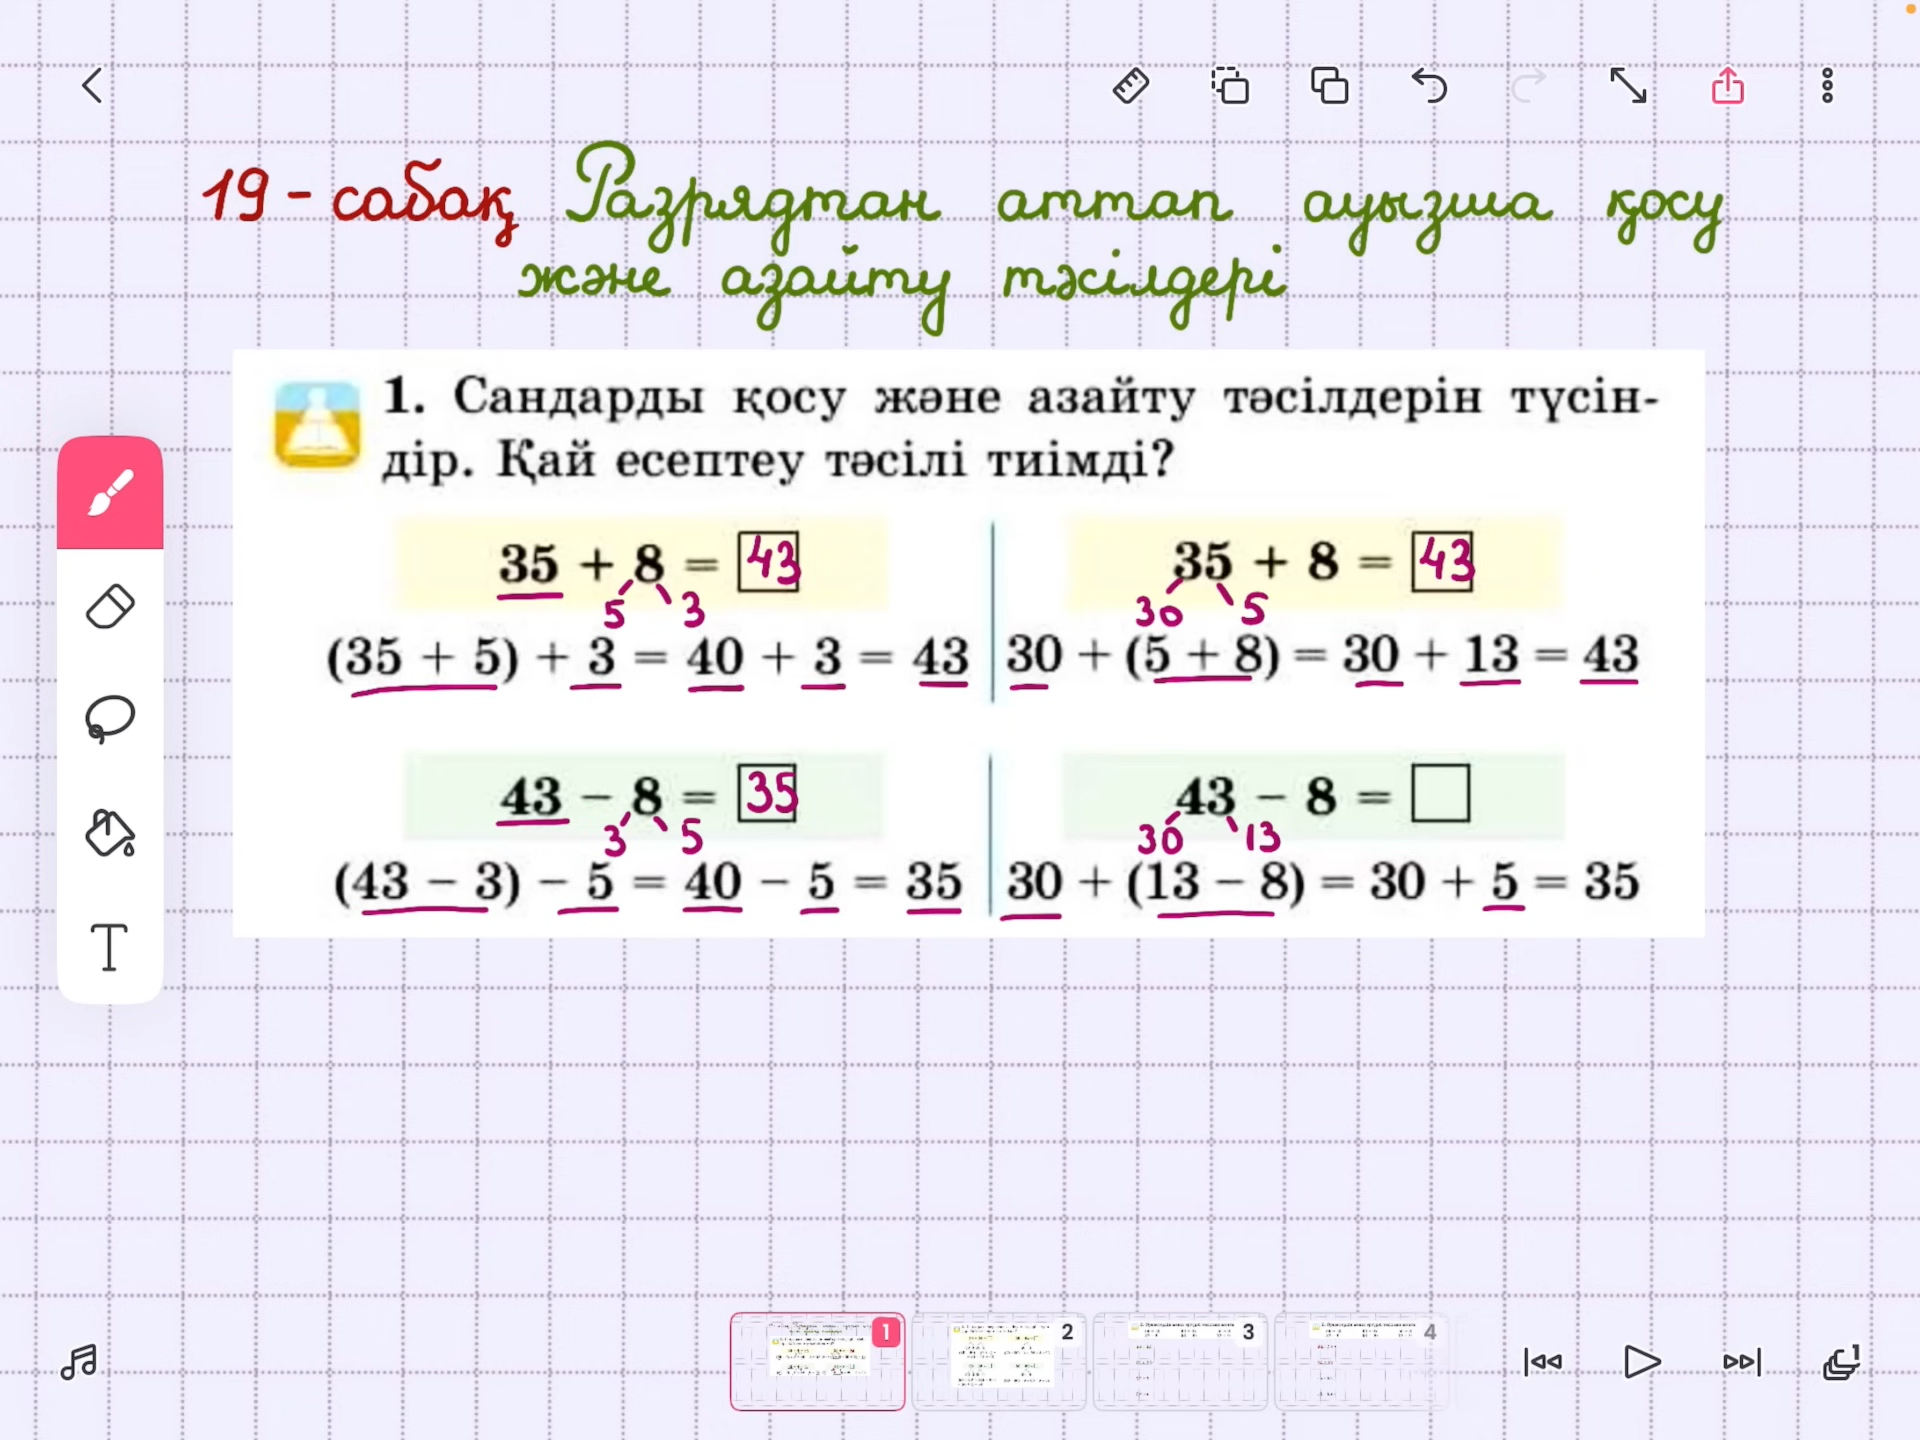 19 - сабақ Разрядтан аттап ауызша қосу
және азайту тәсілдері
1. Сандарды қосу және азайту тәсілдерін түсін-
дір. Қай есептеу тәсілі тиімді?
35 + 8 = 43
5 3
(35 + 5) + 3 = 40 + 3 = 43
35 + 8 = 43
30 5
30 + (5 + 8) = 30 + 13 = 43
43 − 8 = 35
3 5
(43 − 3) − 5 = 40 − 5 = 35
43 − 8 =
30 13
30 + (13 − 8) = 30 + 5 = 35
T
1 2 3 4
1